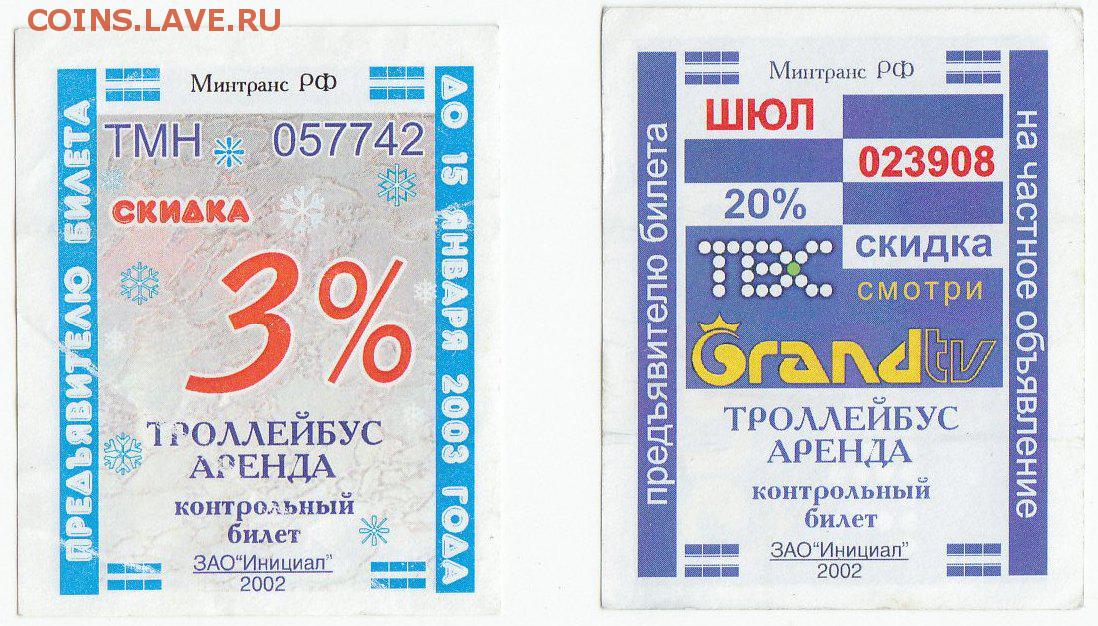 COINS.LAVE.RU
Минтранс РФ
ПРЕДЪЯВИТЕЛЮ БИЛЕТА
ДО 15 ЯНВАРЯ 2003 ГОДА
ТМН 057742
СКИДКА
3%
ТРОЛЛЕЙБУС
АРЕНДА
контрольный
билет
ЗАО"Инициал"
2002
Минтранс РФ
предъявителю билета
на частное объявление
ШЮЛ
023908
20%
скидка
ТВХ
смотри
Grandtv
ТРОЛЛЕЙБУС
АРЕНДА
контрольный
билет
ЗАО"Инициал"
2002